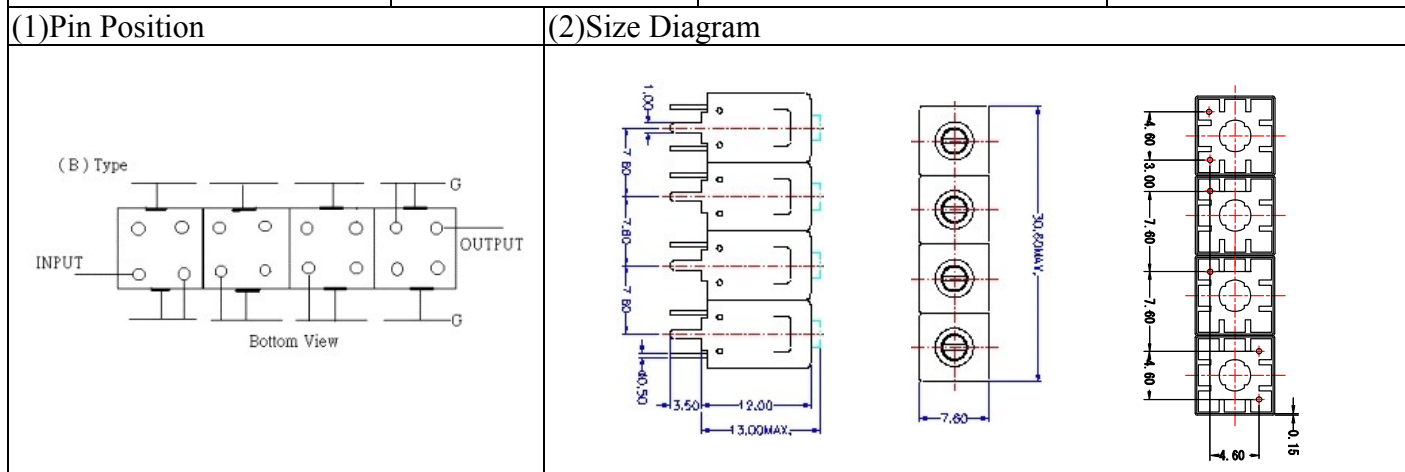 (1)Pin Position
(2)Size Diagram
(B) Type
G
OUTPUT
INPUT
G
Bottom View
1.00
7.80
7.80
7.80
Φ0.50
3.50
12.00
13.00MAX.
30.60MAX.
7.60
4.60
3.00
7.60
7.60
4.60
0.15
4.60